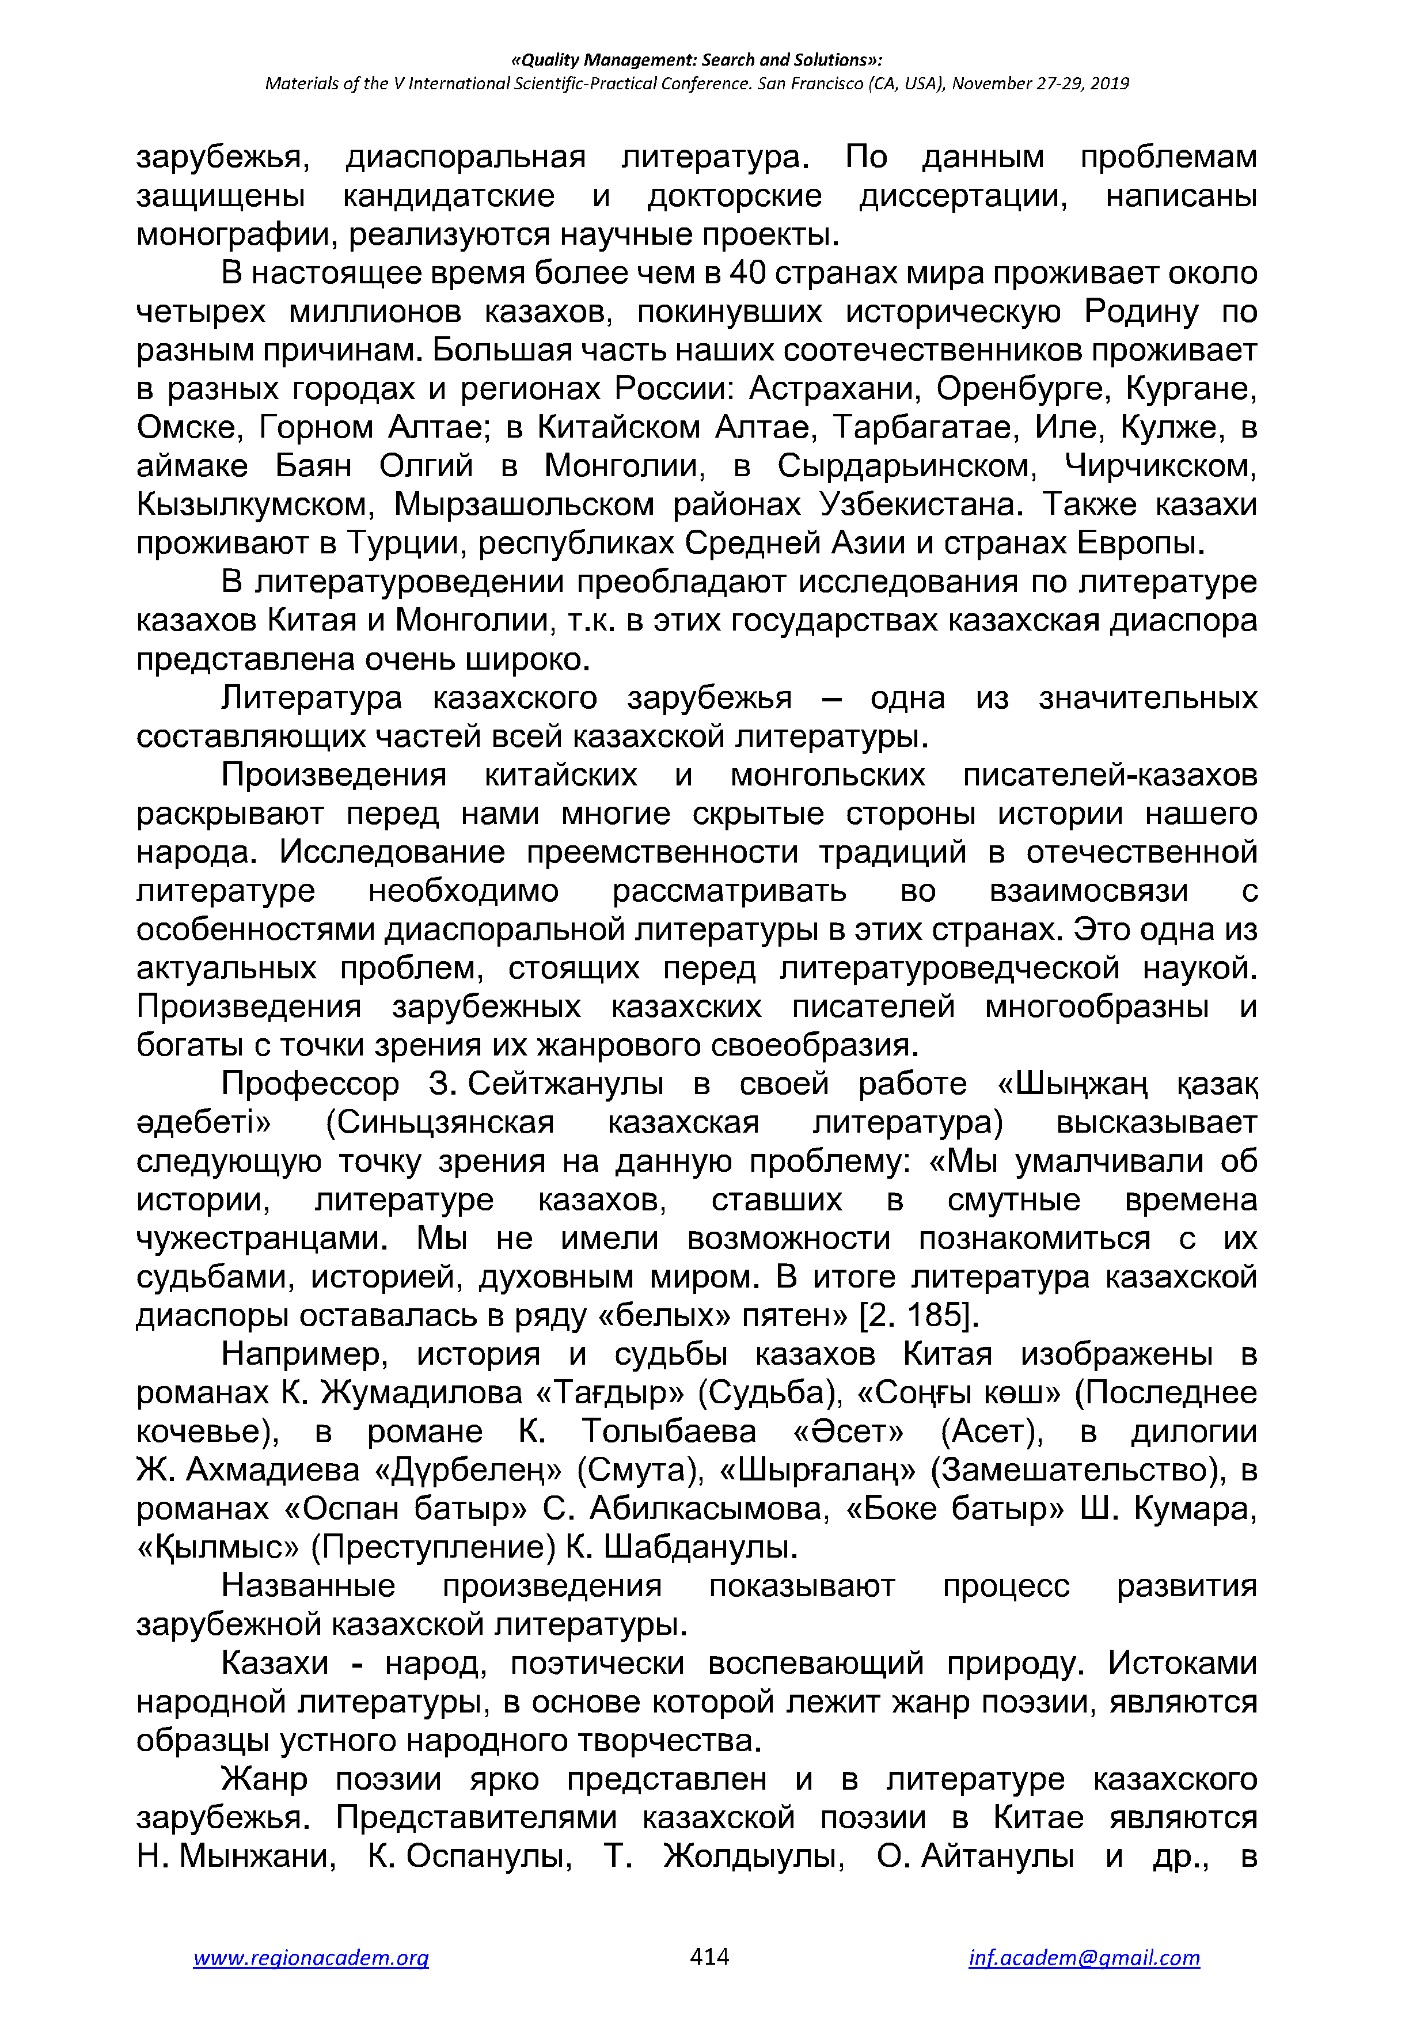 «Quality Management: Search and Solutions»:
Materials of the V International Scientific-Practical Conference. San Francisco (CA, USA), November 27-29, 2019
зарубежья, диаспоральная литература. По данным проблемам
защищены кандидатские и докторские диссертации, написаны
монографии, реализуются научные проекты.
В настоящее время более чем в 40 странах мира проживает около
четырех миллионов казахов, покинувших историческую Родину по
разным причинам. Большая часть наших соотечественников проживает
в разных городах и регионах России: Астрахани, Оренбурге, Кургане,
Омске, Горном Алтае; в Китайском Алтае, Тарбагатае, Иле, Кулже, в
аймаке Баян Олгий в Монголии, в Сырдарьинском, Чирчикском,
Кызылкумском, Мырзашольском районах Узбекистана. Также казахи
проживают в Турции, республиках Средней Азии и странах Европы.
В литературоведении преобладают исследования по литературе
казахов Китая и Монголии, т.к. в этих государствах казахская диаспора
представлена очень широко.
Литература казахского зарубежья – одна из значительных
составляющих частей всей казахской литературы.
Произведения китайских и монгольских писателей-казахов
раскрывают перед нами многие скрытые стороны истории нашего
народа. Исследование преемственности традиций в отечественной
литературе необходимо рассматривать во взаимосвязи с
особенностями диаспоральной литературы в этих странах. Это одна из
актуальных проблем, стоящих перед литературоведческой наукой.
Произведения зарубежных казахских писателей многообразны и
богаты с точки зрения их жанрового своеобразия.
Профессор З. Сейтжанулы в своей работе «Шыңжаң қазақ
әдебеті» (Синьцзянская казахская литература) высказывает
следующую точку зрения на данную проблему: «Мы умалчивали об
истории, литературе казахов, ставших в смутные времена
чужестранцами. Мы не имели возможности познакомиться с их
судьбами, историей, духовным миром. В итоге литература казахской
диаспоры оставалась в ряду «белых» пятен» [2. 185].
Например, история и судьбы казахов Китая изображены в
романах К. Жумадилова «Тағдыр» (Судьба), «Соңғы көш» (Последнее
кочевье), в романе К. Толыбаева «Әсет» (Асет), в дилогии
Ж. Ахмадиева «Дүрбелең» (Смута), «Шырғалаң» (Замешательство), в
романах «Оспан батыр» С. Абилкасымова, «Боке батыр» Ш. Кумара,
«Қылмыс» (Преступление) К. Шабданулы.
Названные произведения показывают процесс развития
зарубежной казахской литературы.
Казахи - народ, поэтически воспевающий природу. Истоками
народной литературы, в основе которой лежит жанр поэзии, являются
образцы устного народного творчества.
Жанр поэзии ярко представлен и в литературе казахского
зарубежья. Представителями казахской поэзии в Китае являются
Н. Мынжани, К. Оспанулы, Т. Жолдыулы, О. Айтанулы и др., в
www.regionacadem.org 414 inf.academ@gmail.com